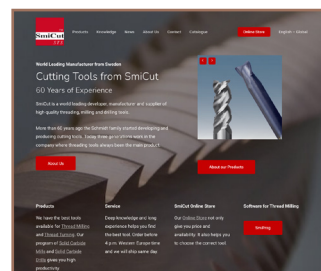 SmiCut
Products Knowledge News About Us Contact Catalogue Online Store English – Global
World Leading Manufacturer from Sweden
Cutting Tools from SmiCut
60 Years of Experience
SmiCut is a world leading developer, manufacturer and supplier of
high quality threading, milling and drilling tools.
More than 60 years ago the Schmidt family started developing and
producing cutting tools. Today three generations work in the
company where threading tools always been the main product.
About Us
About our Products
Products
We have the best tools
available for Thread Milling
and Thread Turning. Our
program of Solid Carbide
Mills and Solid Carbide
Drills gives you high
productivity
Service
Deep knowledge and long
experience helps you find
the best tool. Order before
4 p.m. Western Europe time
and we will ship same day.
SmiCut Online Store
Our Online Store not only
give you price and
availability. It also helps you
to choose the correct tool.
Software for Thread Milling
SmiProg